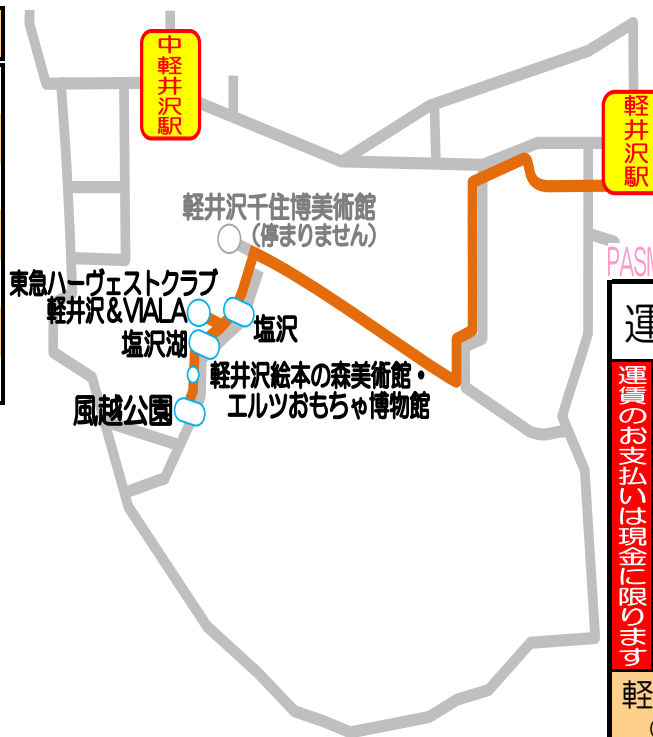 中軽井沢駅
軽井沢駅
軽井沢千住博美術館
（停まりません）
東急ハーヴェストクラブ
軽井沢＆VIALA
塩沢湖
塩沢
軽井沢絵本の森美術館・
エルツおもちゃ博物館
風越公園
PASM
運
運賃のお支払いは現金に限ります
軽